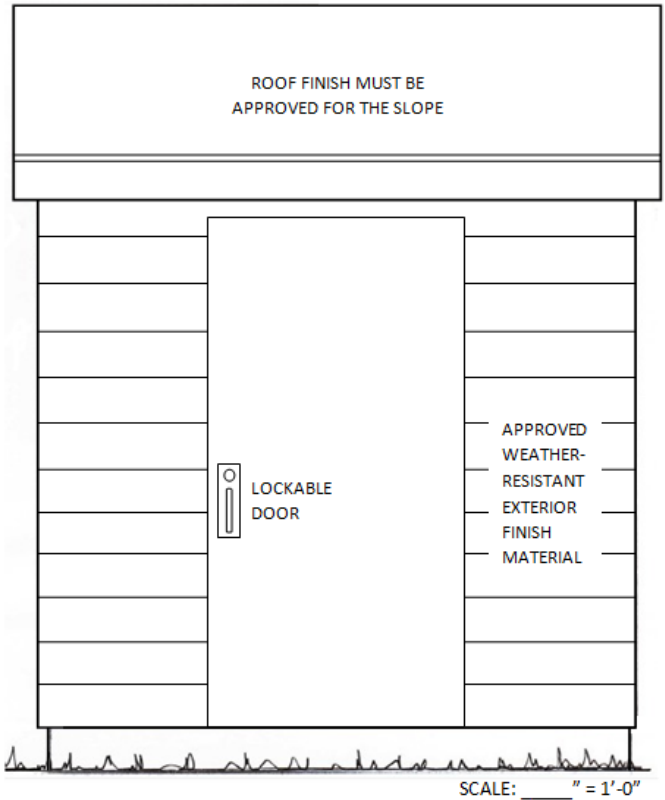 ROOF FINISH MUST BE
APPROVED FOR THE SLOPE
LOCKABLE
DOOR
APPROVED
WEATHER-
RESISTANT
EXTERIOR
FINISH
MATERIAL
SCALE: _____” = 1’-0”